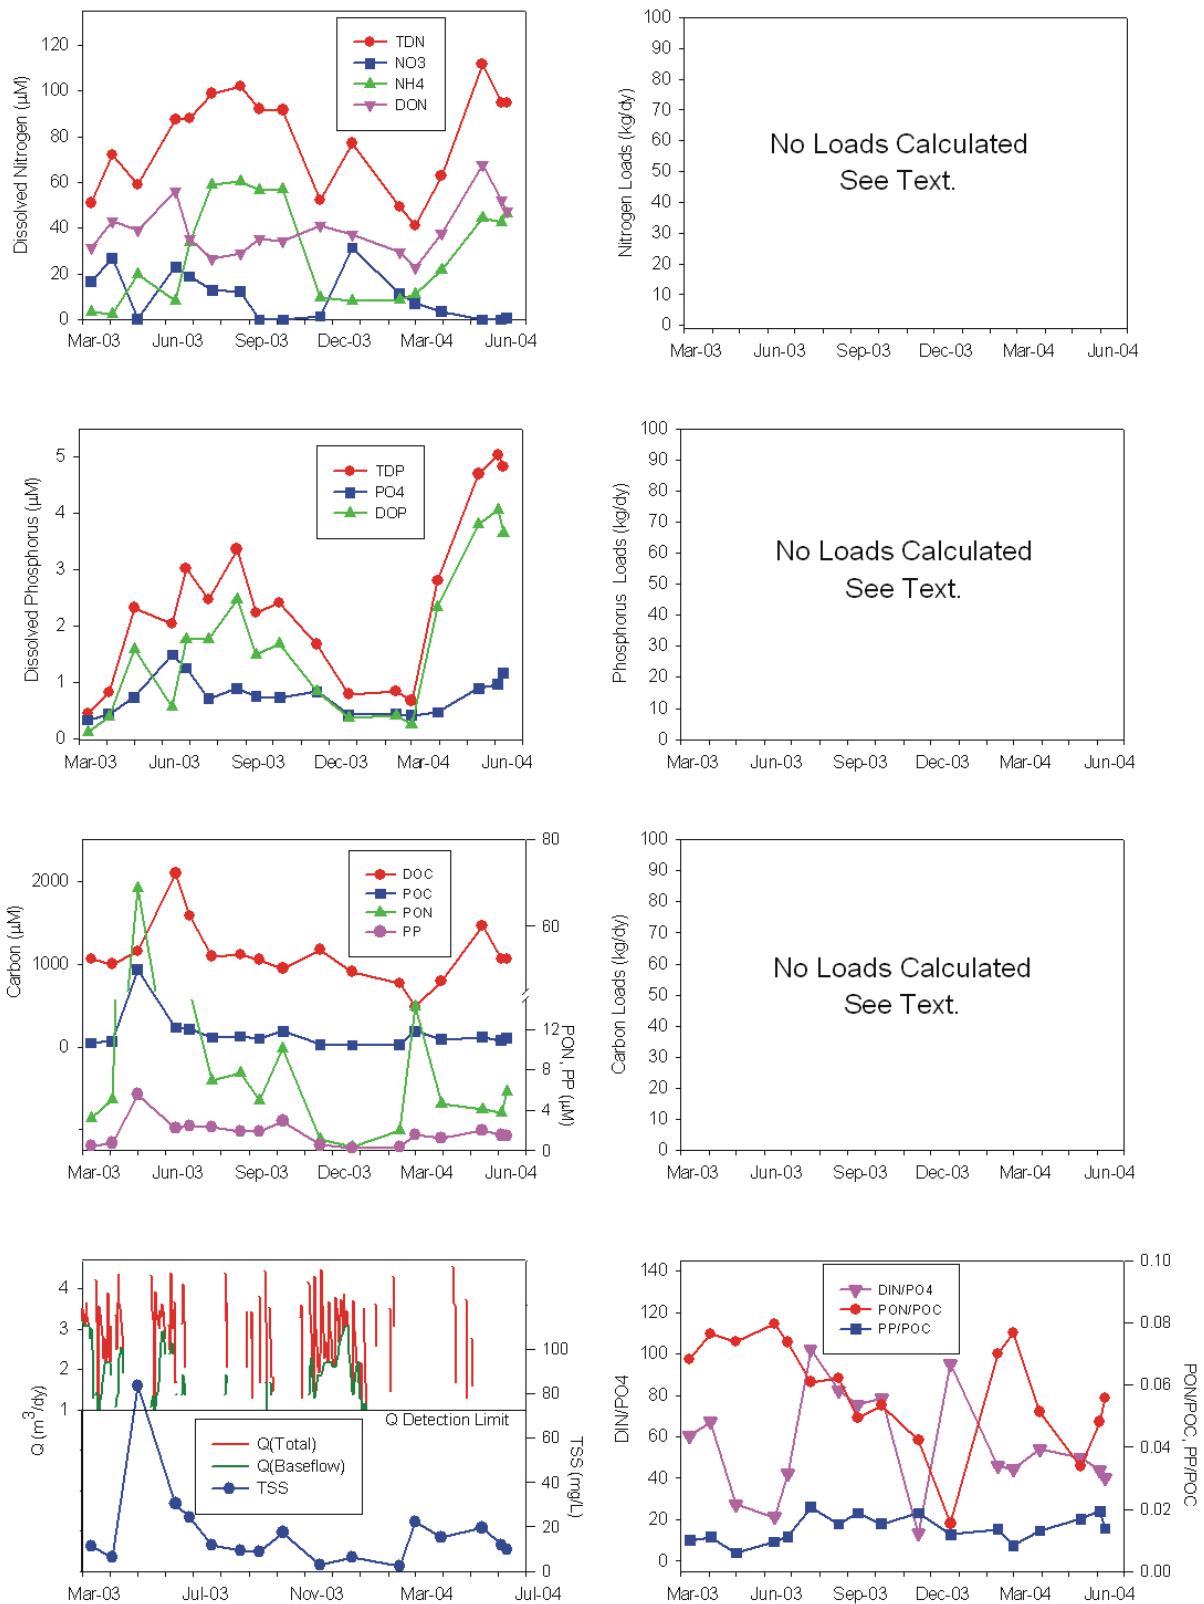 Dissolved Nitrogen (µM)
120
100
80
60
40
20
0
TDN
NO3
NH4
DON
Mar-03 Jun-03 Sep-03 Dec-03 Mar-04 Jun-04
Nitrogen Loads (kg/dy)
100
90
80
70
60
50
40
30
20
10
0
No Loads Calculated
See Text.
Mar-03 Jun-03 Sep-03 Dec-03 Mar-04 Jun-04
Dissolved Phosphorus (µM)
5
4
3
2
1
0
TDP
PO4
DOP
Mar-03 Jun-03 Sep-03 Dec-03 Mar-04 Jun-04
Phosphorus Loads (kg/dy)
100
90
80
70
60
50
40
30
20
10
0
No Loads Calculated
See Text.
Mar-03 Jun-03 Sep-03 Dec-03 Mar-04 Jun-04
Carbon (µM)
2000
1000
0
DOC
POC
PON
PP
80
60
12
8
4
0
PON, PP (µM)
Mar-03 Jun-03 Sep-03 Dec-03 Mar-04 Jun-04
Carbon Loads (kg/dy)
100
90
80
70
60
50
40
30
20
10
0
No Loads Calculated
See Text.
Mar-03 Jun-03 Sep-03 Dec-03 Mar-04 Jun-04
Q (m³/dy)
4
3
2
1
Q Detection Limit
Q(Total)
Q(Baseflow)
TSS
100
80
60
40
20
0
TSS (mg/L)
Mar-03 Jul-03 Nov-03 Mar-04 Jul-04
DIN/PO4
140
120
100
80
60
40
20
0
DIN/PO4
PON/POC
PP/POC
0.10
0.08
0.06
0.04
0.02
0.00
PON/POC, PP/POC
Mar-03 Jun-03 Sep-03 Dec-03 Mar-04 Jun-04